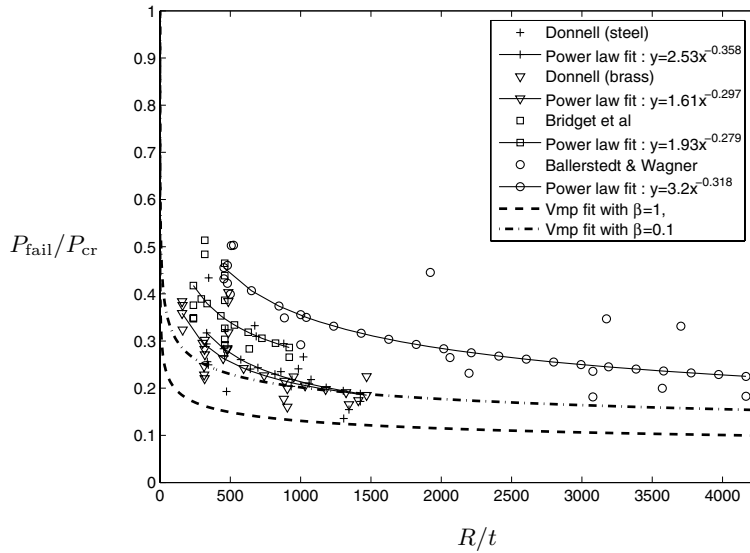 1
0.9
0.8
0.7
0.6
0.5
0.4
0.3
0.2
0.1
0
P_fail/P_cr
0 500 1000 1500 2000 2500 3000 3500 4000
R/t
Donnell (steel)
Power law fit : y=2.53x^−0.358
Donnell (brass)
Power law fit : y=1.61x^−0.297
Bridget et al
Power law fit : y=1.93x^−0.279
Ballerstedt & Wagner
Power law fit : y=3.2x^−0.318
Vmp fit with β=1,
Vmp fit with β=0.1